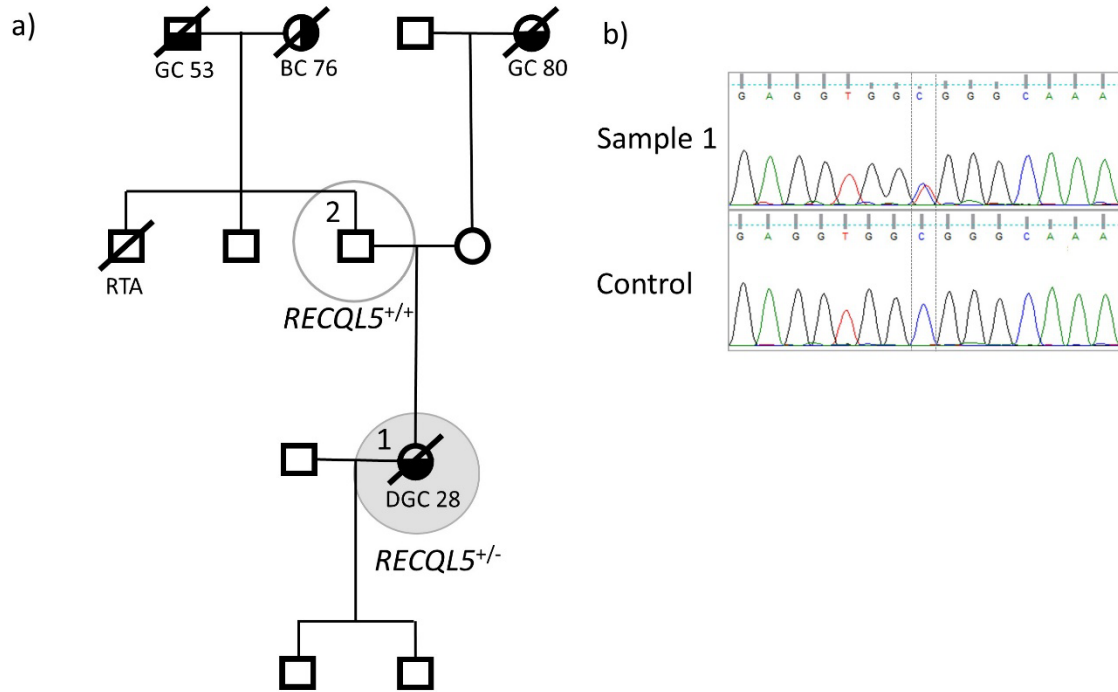 a)
GC 53
BC 76
GC 80
2
RTA
RECQL5+/+
1
DGC 28
RECQL5+/-
b)
Sample 1
G A G G T G G C G G G C A A A
Control
G A G G T G G C G G G C A A A